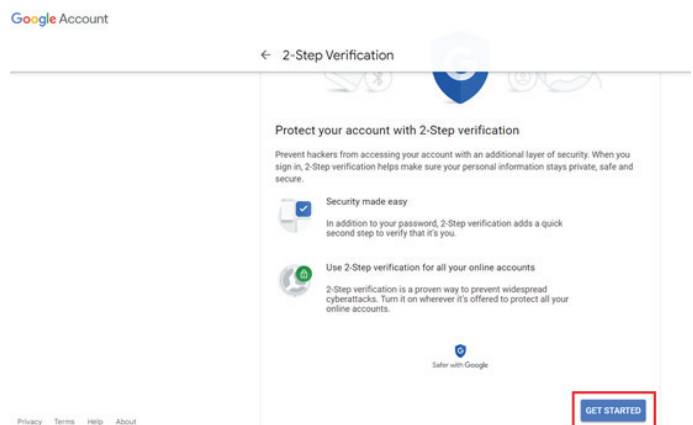 Google Account
← 2-Step Verification
Protect your account with 2-Step verification
Prevent hackers from accessing your account with an additional layer of security. When you
sign in, 2-Step verification helps make sure your personal information stays private, safe and
secure.
Security made easy
In addition to your password, 2-Step verification adds a quick
second step to verify that it's you.
Use 2-Step verification for all your online accounts
2-Step verification is a proven way to prevent widespread
cyberattacks. Turn it on wherever it's offered to protect all your
online accounts.
G
Safer with Google
GET STARTED
Privacy Terms Help About